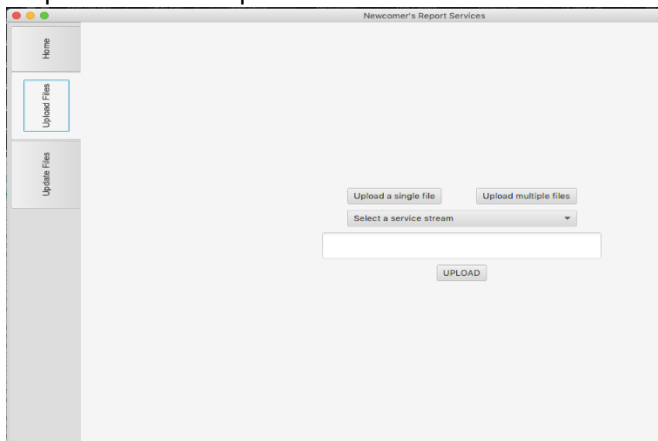 Newcomer's Report Services
Home
Upload Files
Update Files
Upload a single file
Upload multiple files
Select a service stream
UPLOAD